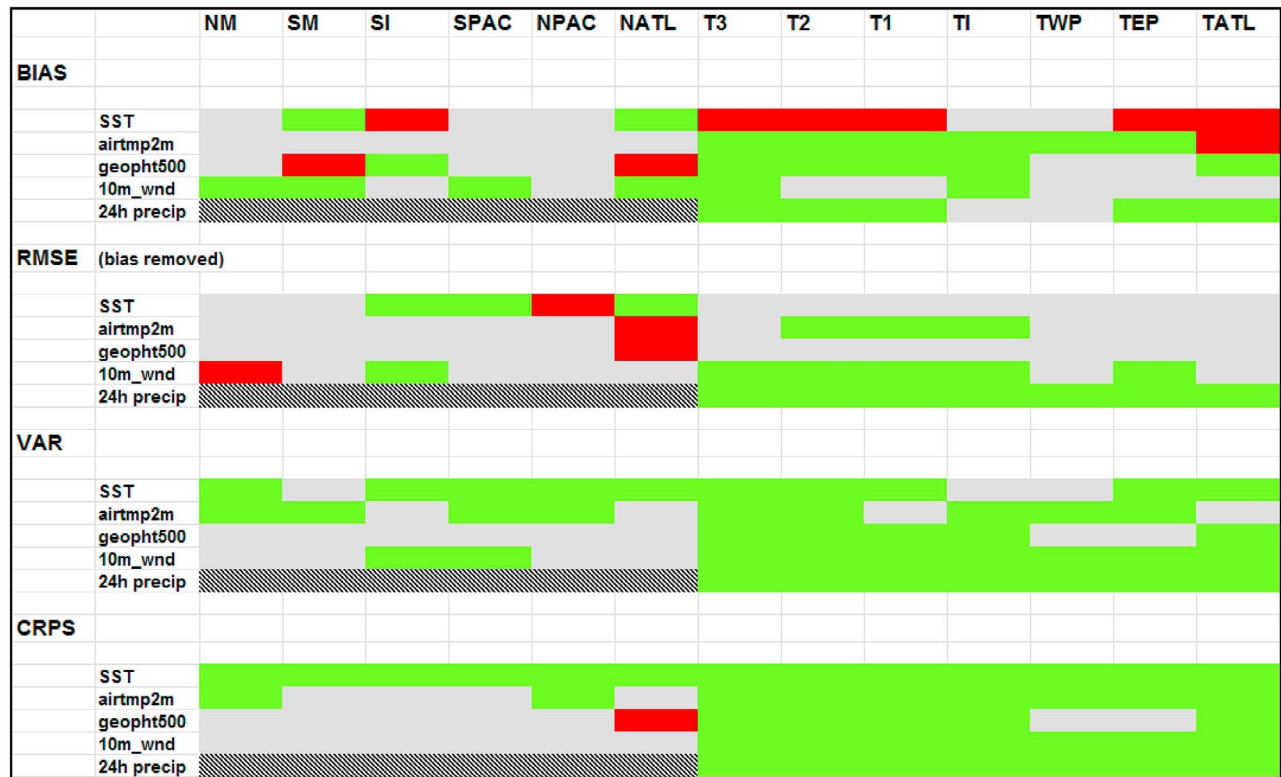 NM SM SI SPAC NPAC NATL T3 T2 T1 TI TWP TEP TATL
BIAS
SST
airtmp2m
geopht500
10m_wnd
24h precip
RMSE (bias removed)
SST
airtmp2m
geopht500
10m_wnd
24h precip
VAR
SST
airtmp2m
geopht500
10m_wnd
24h precip
CRPS
SST
airtmp2m
geopht500
10m_wnd
24h precip